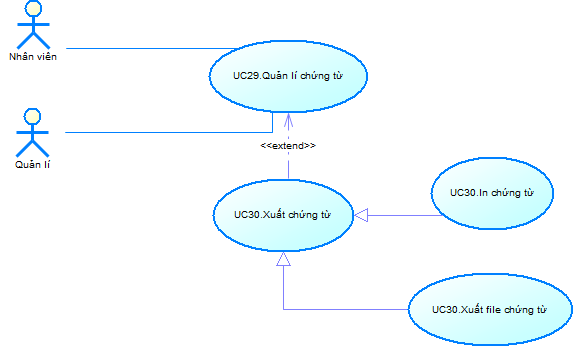 Nhân viên
UC29.Quản lí chứng từ
Quản lí
<<extend>>
UC30.In chứng từ
UC30.Xuất chứng từ
UC30.Xuất file chứng từ